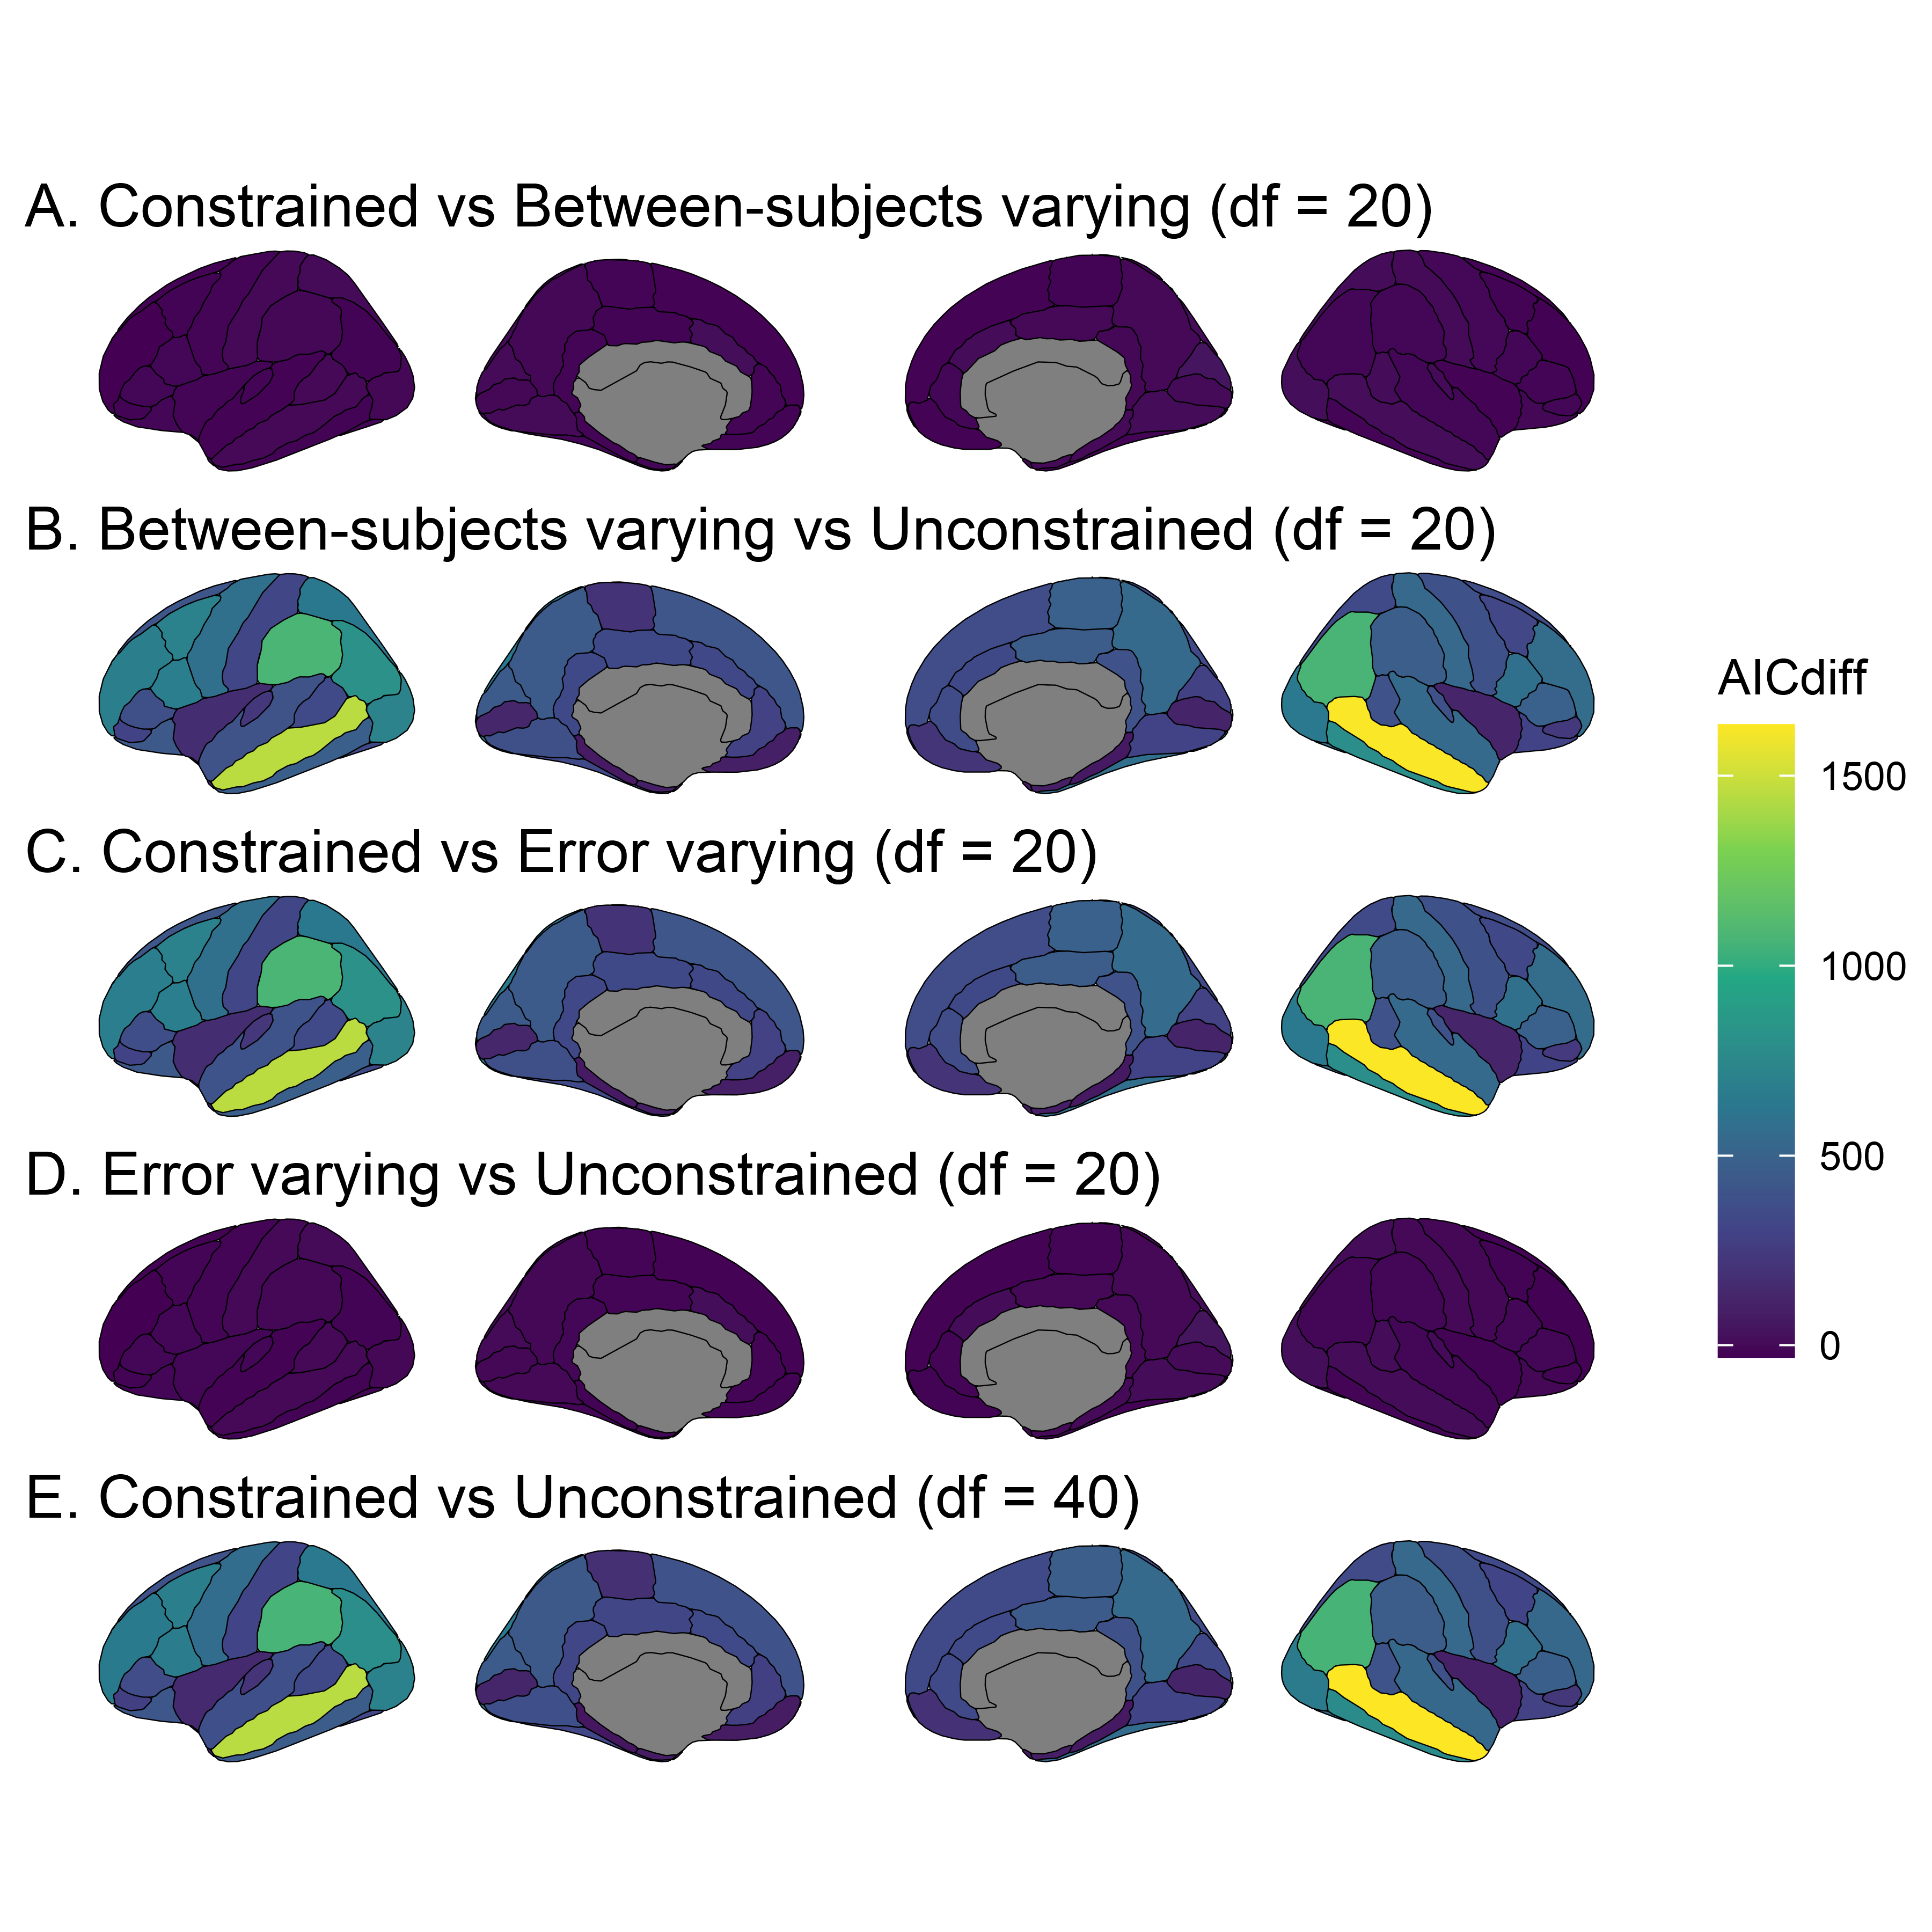 A. Constrained vs Between-subjects varying (df = 20)
B. Between-subjects varying vs Unconstrained (df = 20)
AICdiff
1500
C. Constrained vs Error varying (df = 20)
1000
500
D. Error varying vs Unconstrained (df = 20)
0
E. Constrained vs Unconstrained (df = 40)